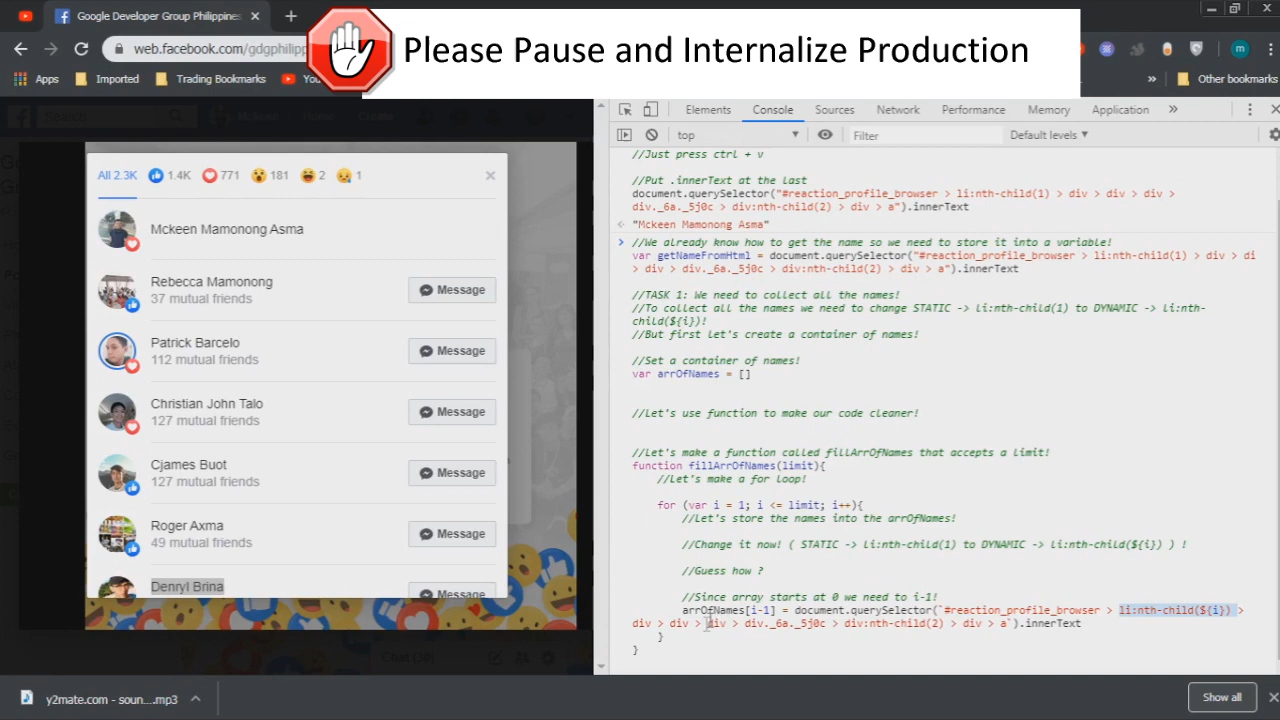 Google Developer Group Philippines
Please Pause and Internalize Production
web.facebook.com/gdgphilipp
Apps
Imported
Trading Bookmarks
You
»
Other bookmarks
m
Elements
Console
Sources
Network
Performance
Memory
Application
»
top
Filter
Default levels
All 2.3K
1.4K
771
181
2
1
Mckeen Mamonong Asma
Rebecca Mamonong
37 mutual friends
Message
Patrick Barcelo
112 mutual friends
Message
Christian John Talo
127 mutual friends
Message
Cjames Buot
127 mutual friends
Message
Roger Axma
49 mutual friends
Message
Denryl Brina
Message
//Just press ctrl + v
//Put .innerText at the last
document.querySelector("#reaction_profile_browser > li:nth-child(1) > div > div > div >
div._6a._5j0c > div:nth-child(2) > div > a").innerText
"Mckeen Mamonong Asma"
//We already know how to get the name so we need to store it into a variable!
var getNameFromHtml = document.querySelector("#reaction_profile_browser > li:nth-child(1) > div > di
> div > div._6a._5j0c > div:nth-child(2) > div > a").innerText
//TASK 1: We need to collect all the names!
//To collect all the names we need to change STATIC -> li:nth-child(1) to DYNAMIC -> li:nth-
child(${i})!
//But first let's create a container of names!
//Set a container of names!
var arrOfNames = []
//Let's use function to make our code cleaner!
//Let's make a function called fillArrOfNames that accepts a limit!
function fillArrOfNames(limit){
//Let's make a for loop!
for (var i = 1; i <= limit; i++){
//Let's store the names into the arrOfNames!
//Change it now! ( STATIC -> li:nth-child(1) to DYNAMIC -> li:nth-child(${i}) ) !
//Guess how ?
//Since array starts at 0 we need to i-1!
arrOfNames[i-1] = document.querySelector(`#reaction_profile_browser > li:nth-child(${i}) >
div > div > div > div._6a._5j0c > div:nth-child(2) > div > a`).innerText
}
}
y2mate.com - soun....mp3
Show all